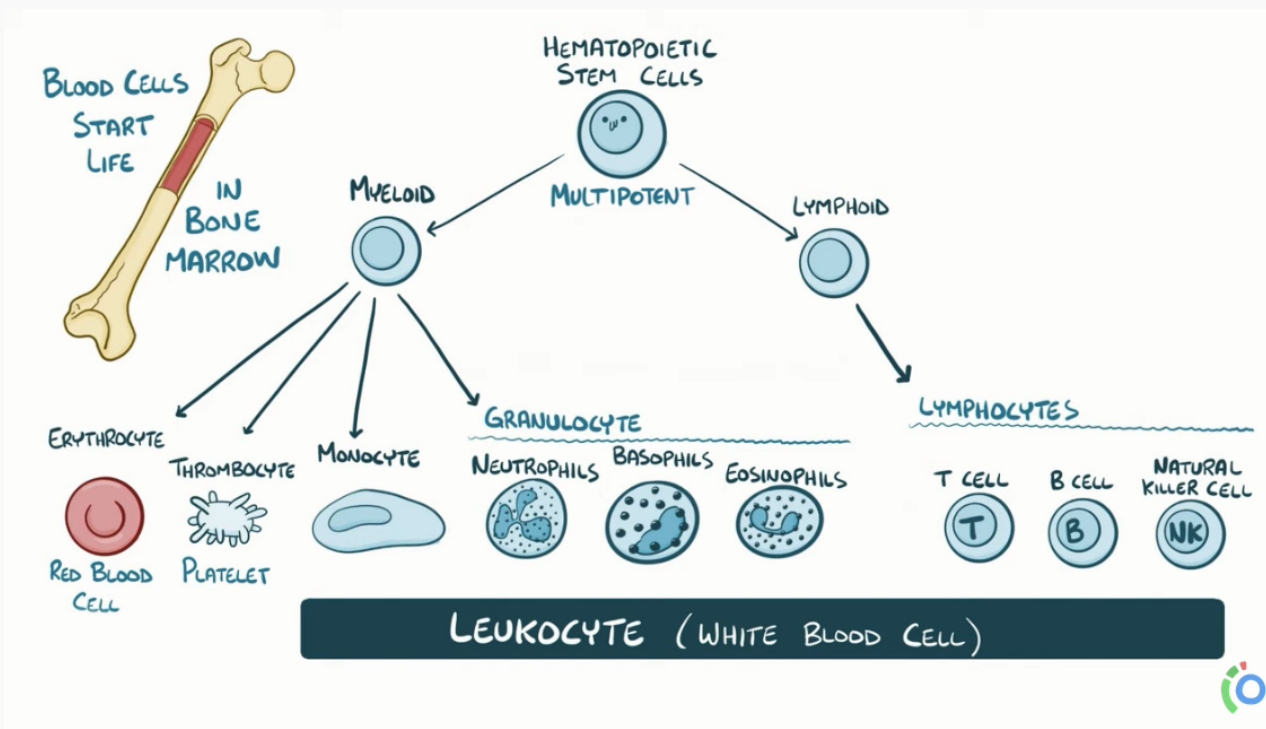 BLOOD CELLS
START
LIFE
IN
BONE
MARROW
HEMATOPOIETIC
STEM CELLS
MULTIPOTENT
MYELOID
LYMPHOID
ERYTHROCYTE
RED BLOOD
CELL
THROMBOCYTE
PLATELET
MONOCYTE
GRANULOCYTE
NEUTROPHILS
BASOPHILS
EOSINOPHILS
LYMPHOCYTES
T CELL
T
B CELL
B
NATURAL
KILLER CELL
NK
LEUKOCYTE (WHITE BLOOD CELL)